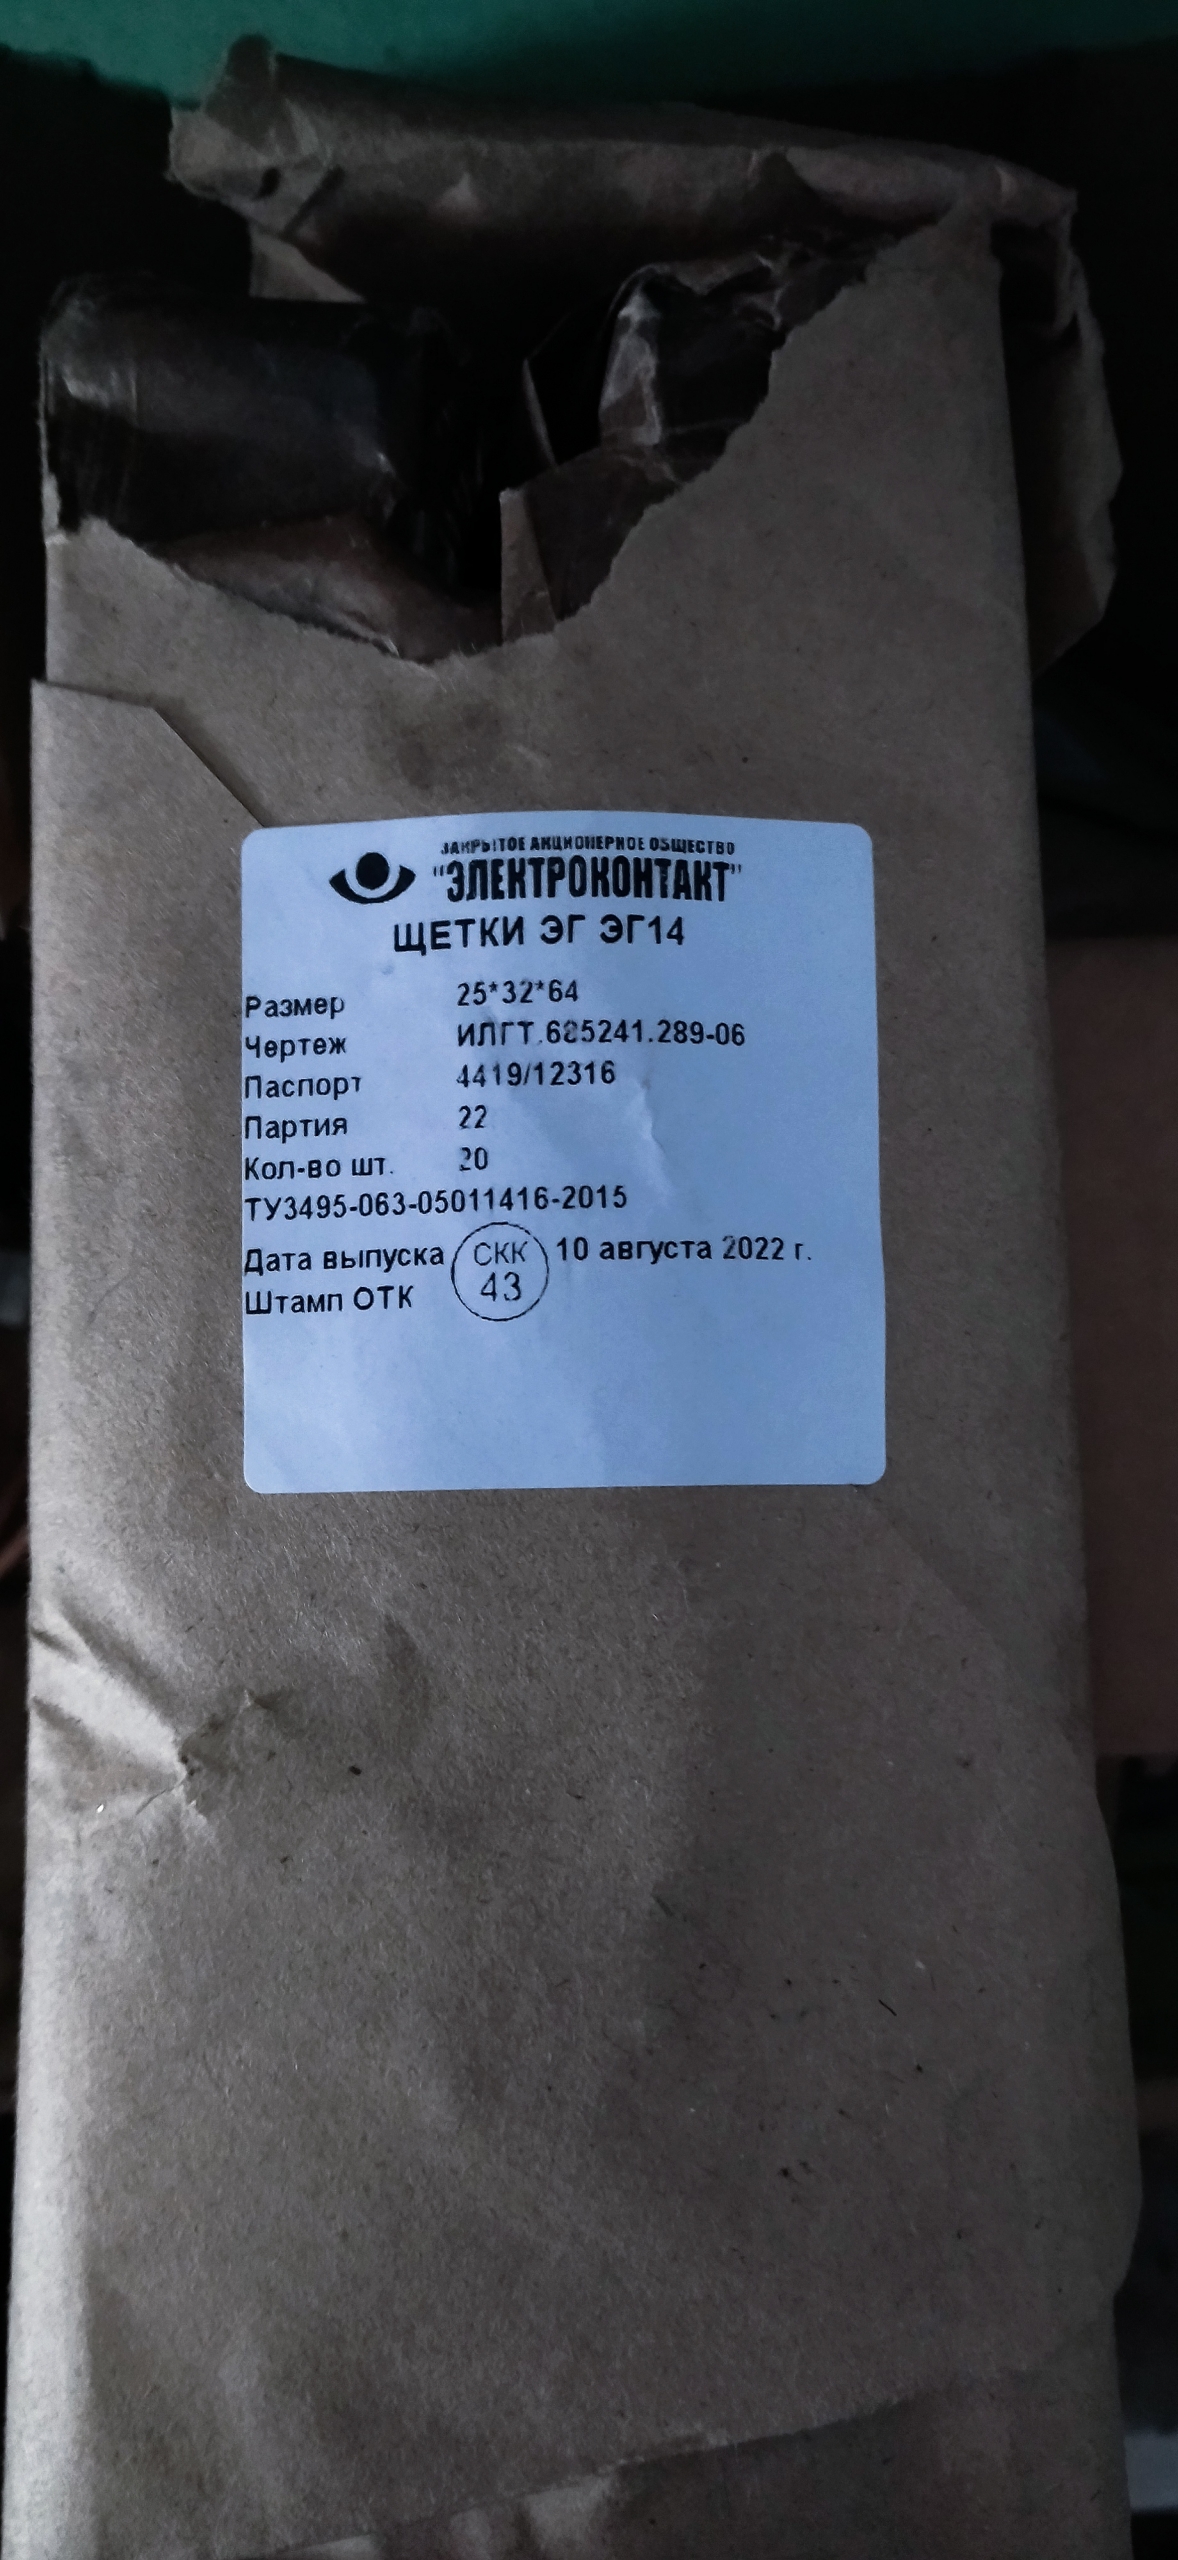 ЗАКРЫТОЕ АКЦИОНЕРНОЕ ОБЩЕСТВО
"ЭЛЕКТРОКОНТАКТ"
ЩЕТКИ ЭГ ЭГ14
Размер 25*32*64
Чертеж ИЛГТ.685241.289-06
Паспорт 4419/12316
Партия 22
Кол-во шт. 20
ТУ3495-063-05011416-2015
Дата выпуска 10 августа 2022 г.
Штамп ОТК СКК 43